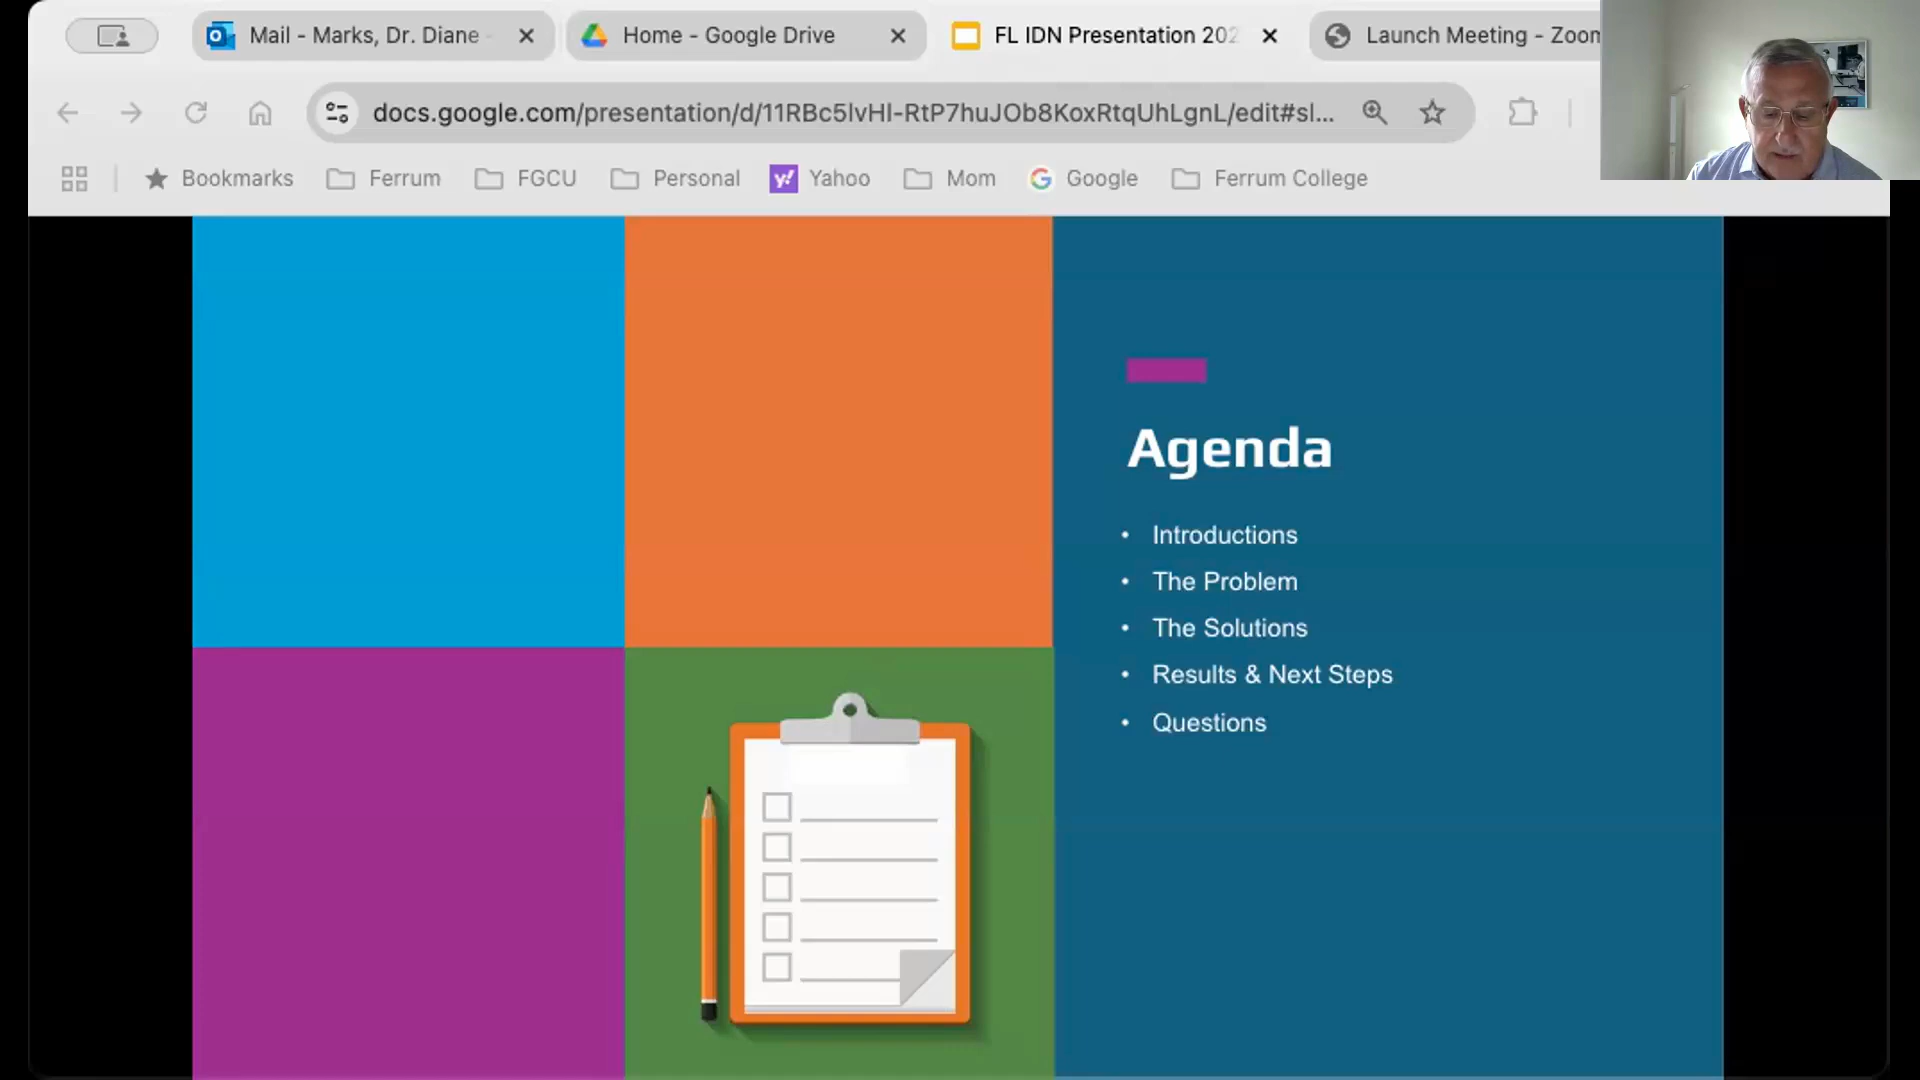 Mail - Marks, Dr. Diane -
Home - Google Drive
FL IDN Presentation 202
Launch Meeting - Zoom
docs.google.com/presentation/d/11RBc5lvHl-RtP7huJOb8KoxRtqUhLgnL/edit#sl...
Bookmarks
Ferrum
FGCU
Personal
Yahoo
Mom
Google
Ferrum College
Agenda
• Introductions
• The Problem
• The Solutions
• Results & Next Steps
• Questions